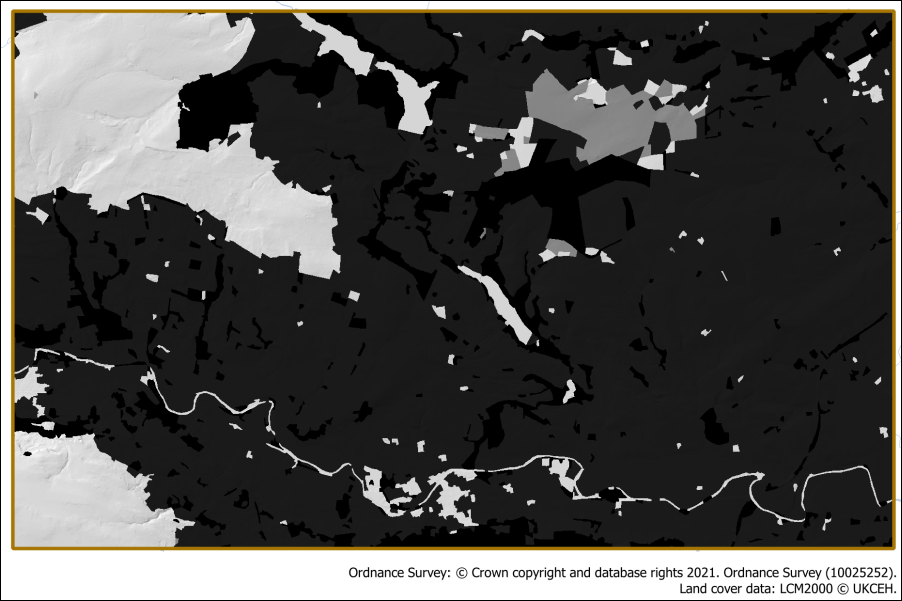 Ordnance Survey: © Crown copyright and database rights 2021. Ordnance Survey (10025252).
Land cover data: LCM2000 © UKCEH.